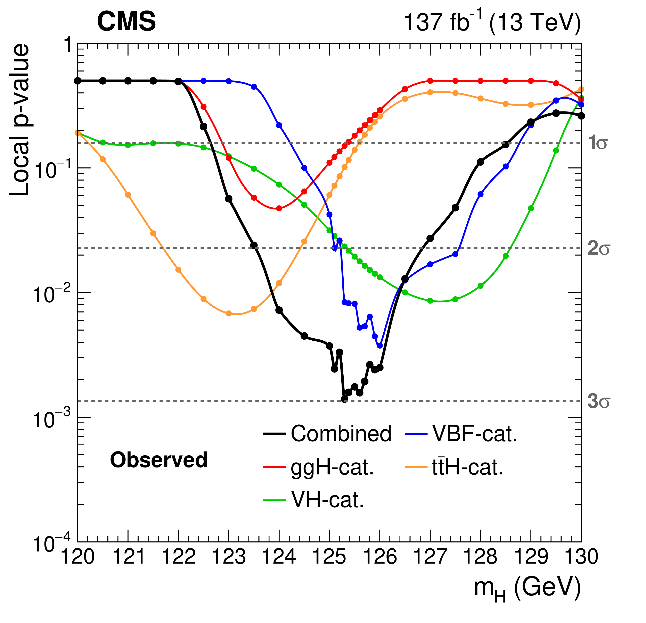 CMS 137 fb⁻¹ (13 TeV)
Local p-value
1
10⁻¹
10⁻²
10⁻³
10⁻⁴
1σ
2σ
3σ
Combined VBF-cat.
Observed ggH-cat. tt̄H-cat.
VH-cat.
120 121 122 123 124 125 126 127 128 129 130
m_H (GeV)